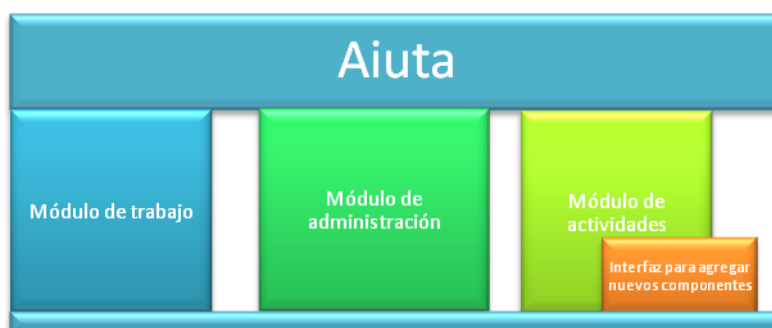 Aiuta
Módulo de trabajo
Módulo de
administración
Módulo de
actividades
Interfaz para agregar
nuevos componentes